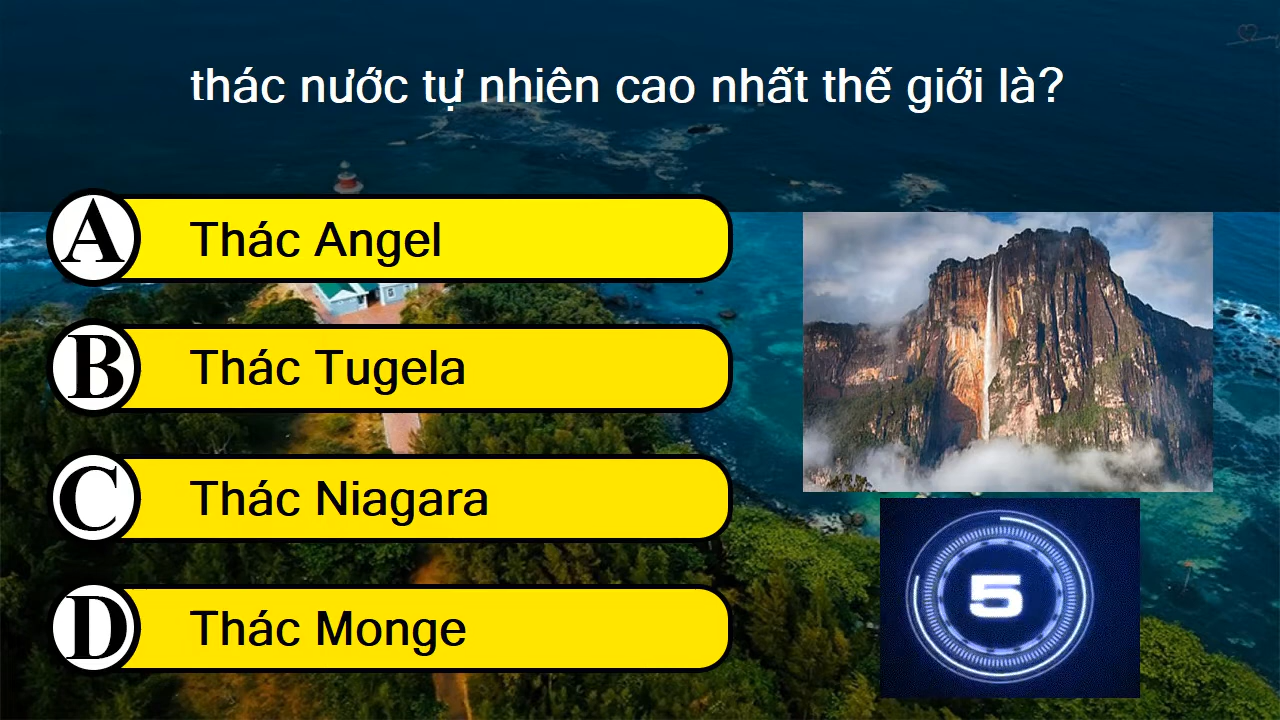 thác nước tự nhiên cao nhất thế giới là?
A Thác Angel
B Thác Tugela
C Thác Niagara
D Thác Monge
5